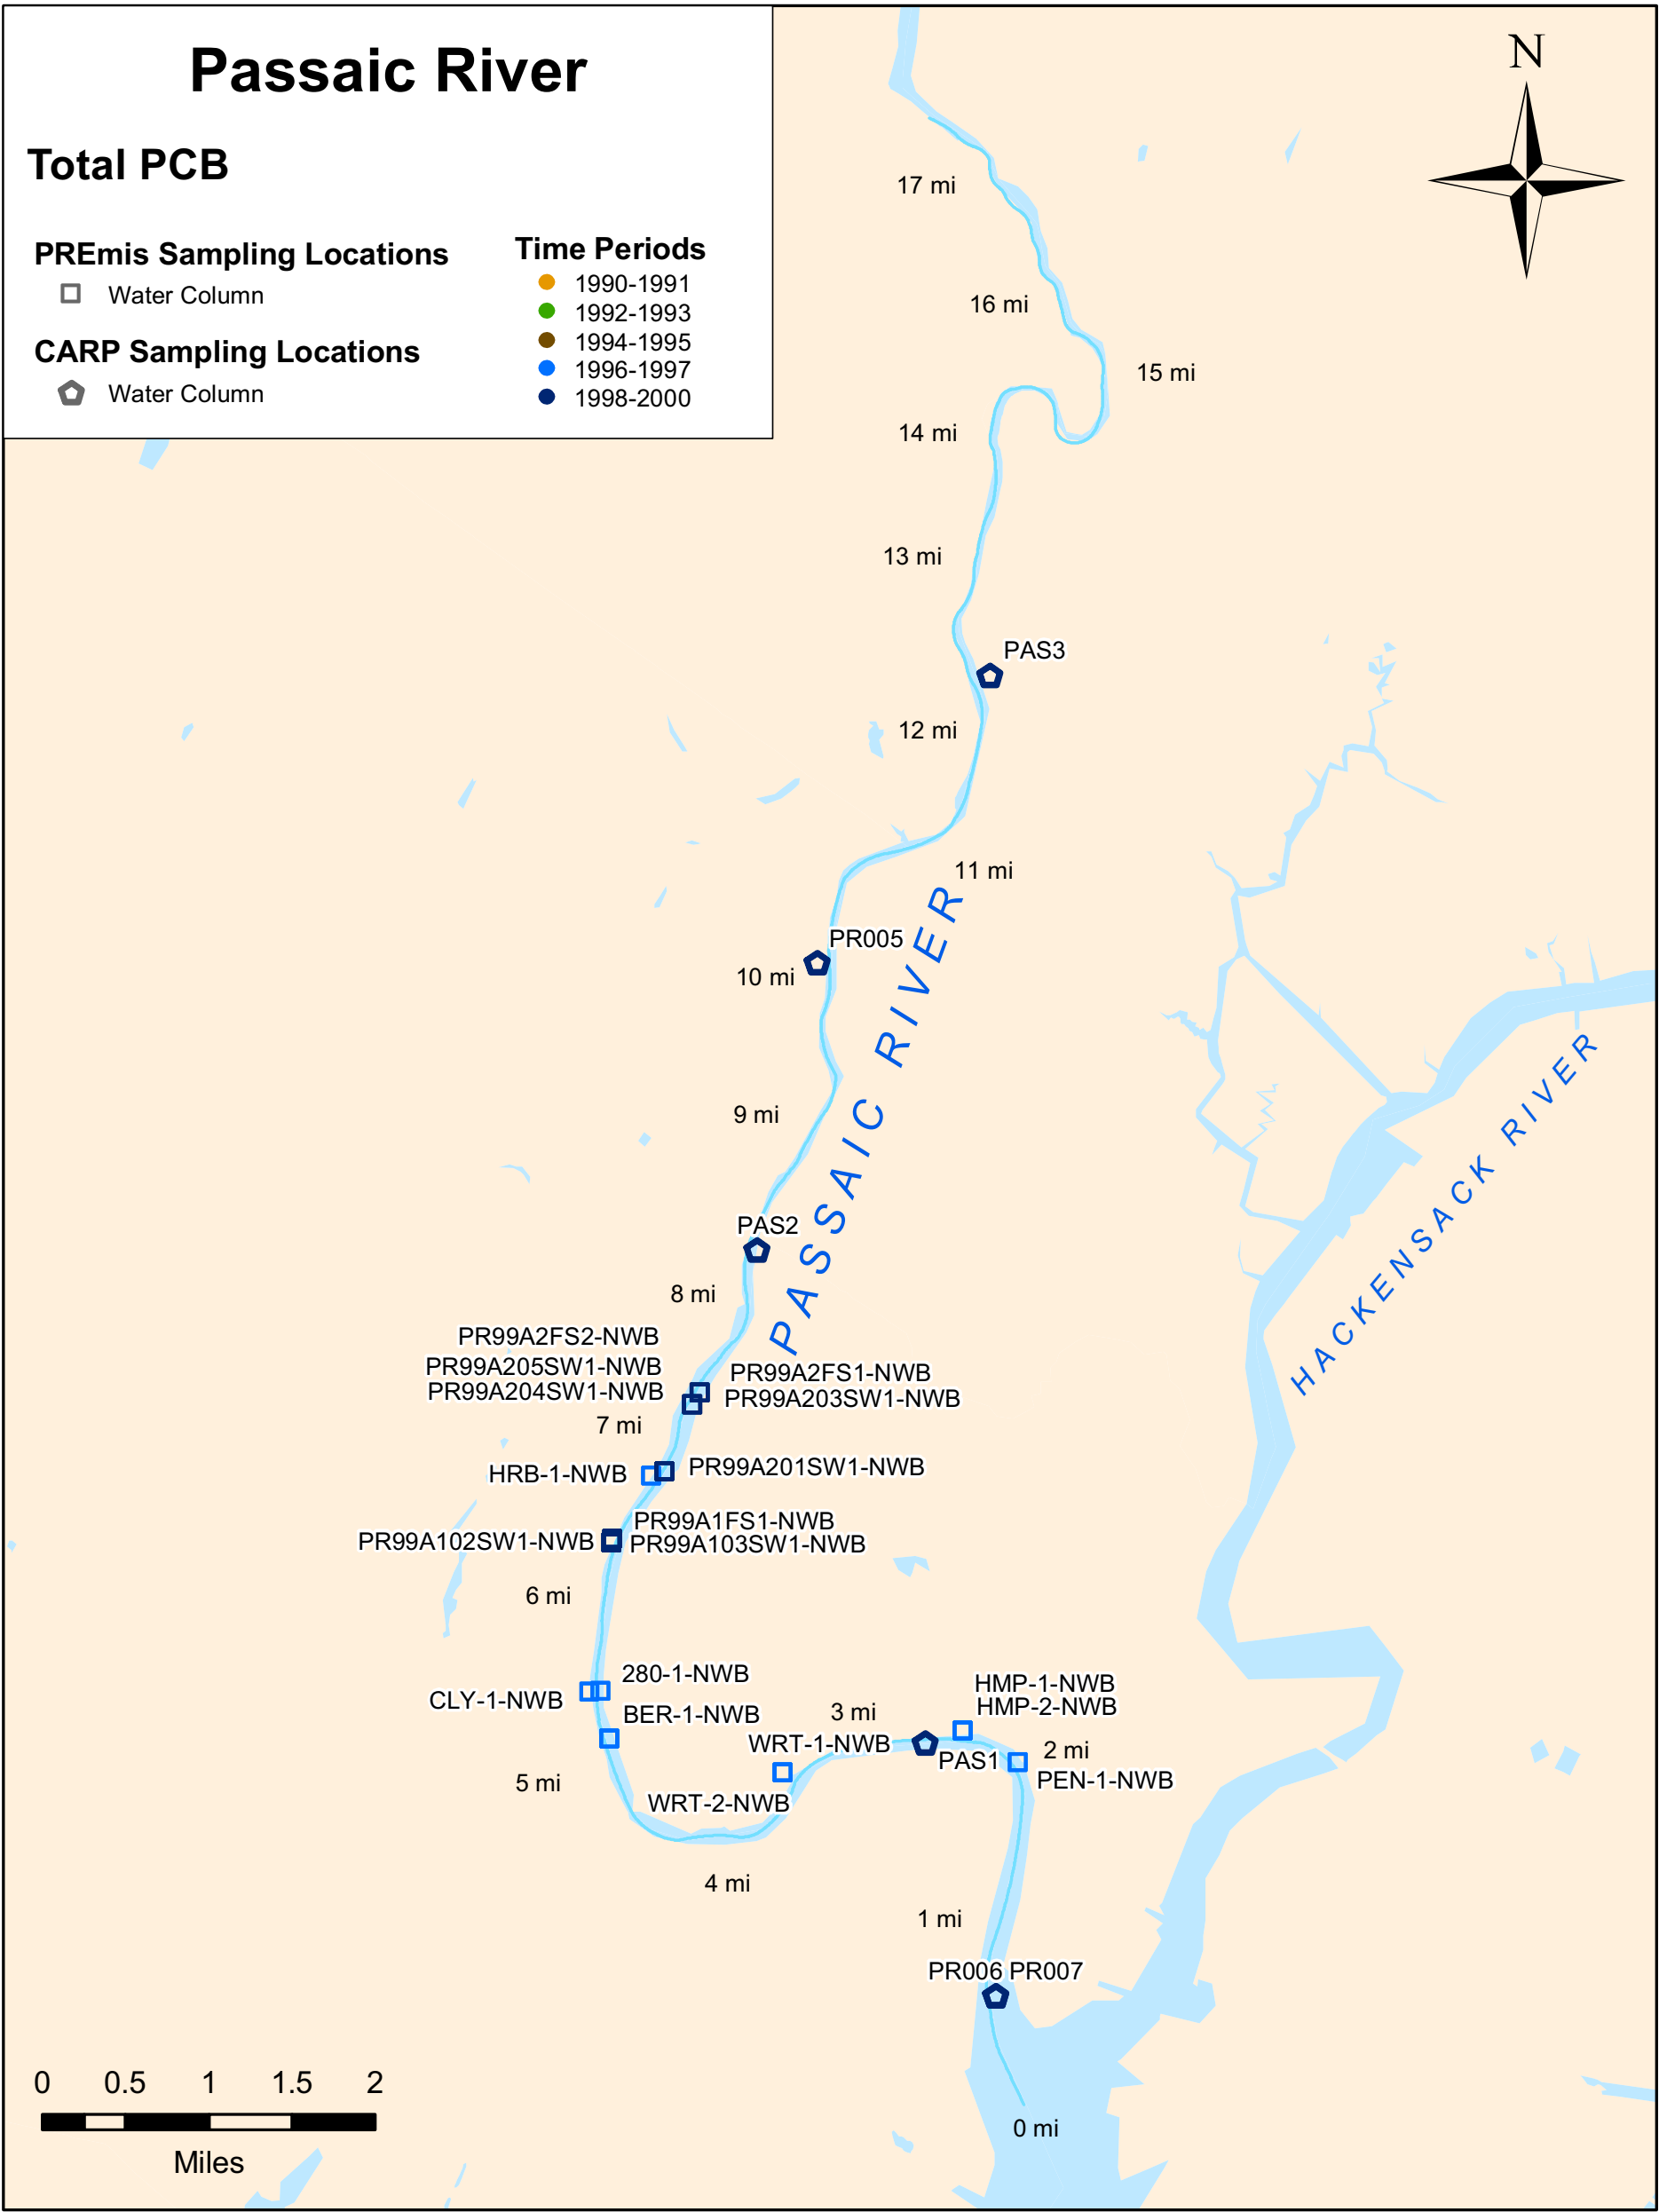 Passaic River
Total PCB
PREmis Sampling Locations
Water Column
CARP Sampling Locations
Water Column
Time Periods
1990-1991
1992-1993
1994-1995
1996-1997
1998-2000
N
17 mi
16 mi
15 mi
14 mi
13 mi
PAS3
12 mi
11 mi
PR005
10 mi
PASSAIC RIVER
HACKENSACK RIVER
9 mi
PAS2
8 mi
PR99A2FS2-NWB
PR99A205SW1-NWB
PR99A204SW1-NWB
PR99A2FS1-NWB
PR99A203SW1-NWB
7 mi
HRB-1-NWB
PR99A201SW1-NWB
PR99A1FS1-NWB
PR99A102SW1-NWB
PR99A103SW1-NWB
6 mi
280-1-NWB
CLY-1-NWB
BER-1-NWB
HMP-1-NWB
HMP-2-NWB
3 mi
WRT-1-NWB
PAS1
2 mi
PEN-1-NWB
5 mi
WRT-2-NWB
4 mi
1 mi
PR006 PR007
0 mi
0 0.5 1 1.5 2
Miles